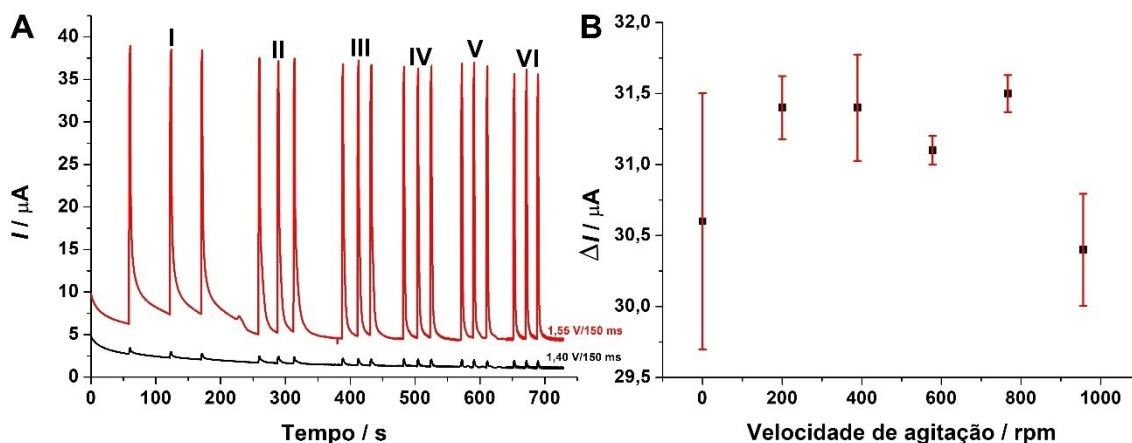 A
I / μA
40
35
30
25
20
15
10
5
0
I
II
III
IV
V
VI
1,55 V/150 ms
1,40 V/150 ms
0 100 200 300 400 500 600 700
Tempo / s
B
ΔI / μA
32,0
31,5
31,0
30,5
30,0
29,5
0 200 400 600 800 1000
Velocidade de agitação / rpm